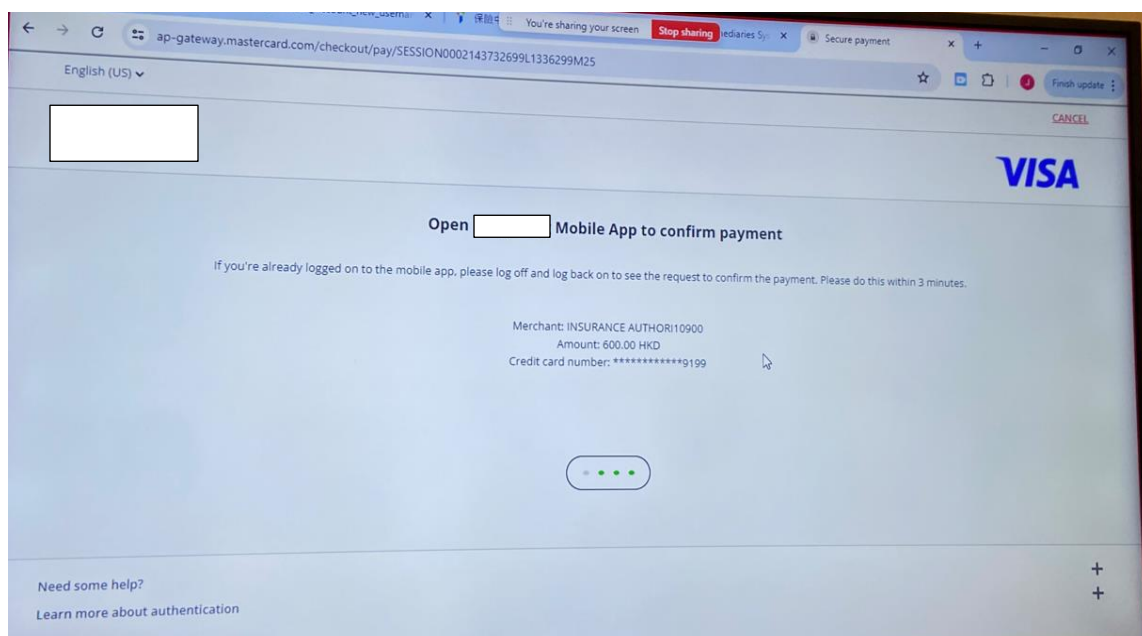 You're sharing your screen
Stop sharing
Secure payment
ap-gateway.mastercard.com/checkout/pay/SESSION0002143732699L1336299M25
Finish update
English (US)
CANCEL
VISA
Open Mobile App to confirm payment
If you're already logged on to the mobile app, please log off and log back on to see the request to confirm the payment. Please do this within 3 minutes.
Merchant: INSURANCE AUTHORI10900
Amount: 600.00 HKD
Credit card number: ************9199
Need some help?
Learn more about authentication